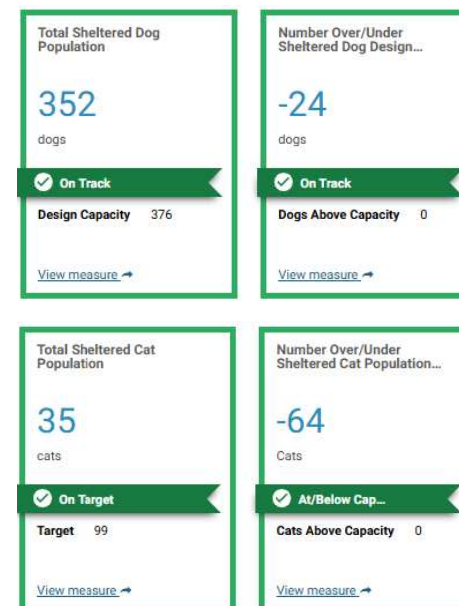 Total Sheltered Dog
Population
352
dogs
On Track
Design Capacity 376
View measure
Number Over/Under
Sheltered Dog Design...
-24
dogs
On Track
Dogs Above Capacity 0
View measure
Total Sheltered Cat
Population
35
cats
On Target
Target 99
View measure
Number Over/Under
Sheltered Cat Population...
-64
Cats
At/Below Cap...
Cats Above Capacity 0
View measure